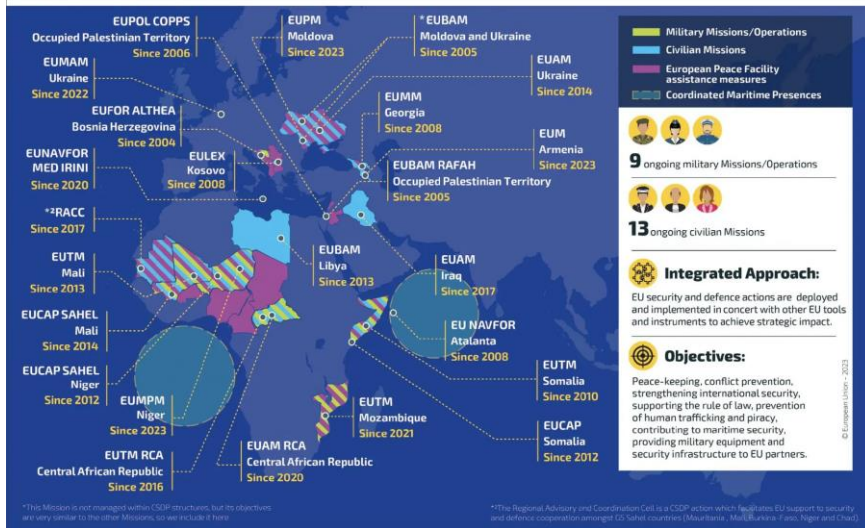 EUPOL COPPS
Occupied Palestinian Territory
Since 2006
EUPM
Moldova
Since 2023
*EUBAM
Moldova and Ukraine
Since 2005
EUMAM
Ukraine
Since 2022
EUAM
Ukraine
Since 2014
EUFOR ALTHEA
Bosnia Herzegovina
Since 2004
EUMM
Georgia
Since 2008
EUNAVFOR
MED IRINI
Since 2020
EULEX
Kosovo
Since 2008
EUM
Armenia
Since 2023
EUBAM RAFAH
Occupied Palestinian Territory
Since 2005
*²RACC
Since 2017
EUTM
Mali
Since 2013
EUBAM
Libya
Since 2013
EUAM
Iraq
Since 2017
EUCAP SAHEL
Mali
Since 2014
EU NAVFOR
Atalanta
Since 2008
EUCAP SAHEL
Niger
Since 2012
EUTM
Somalia
Since 2010
EUMPM
Niger
Since 2023
EUTM
Mozambique
Since 2021
EUCAP
Somalia
Since 2012
EUTM RCA
Central African Republic
Since 2016
EUAM RCA
Central African Republic
Since 2020
Military Missions/Operations
Civilian Missions
European Peace Facility
assistance measures
Coordinated Maritime Presences
9 ongoing military Missions/Operations
13 ongoing civilian Missions
Integrated Approach:
EU security and defence actions are deployed
and implemented in concert with other EU tools
and instruments to achieve strategic impact.
Objectives:
Peace-keeping, conflict prevention,
strengthening international security,
supporting the rule of law, prevention
of human trafficking and piracy,
contributing to maritime security,
providing military equipment and
security infrastructure to EU partners.
© European Union - 2023
*This Mission is not managed within CSDP structures, but its objectives
are very similar to the other Missions, so we include it here
*²The Regional Advisory and Coordination Cell is a CSDP action which facilitates EU support to security
and defence cooperation amongst G5 Sahel countries (Mauritania, Mali, Burkina-Faso, Niger and Chad).